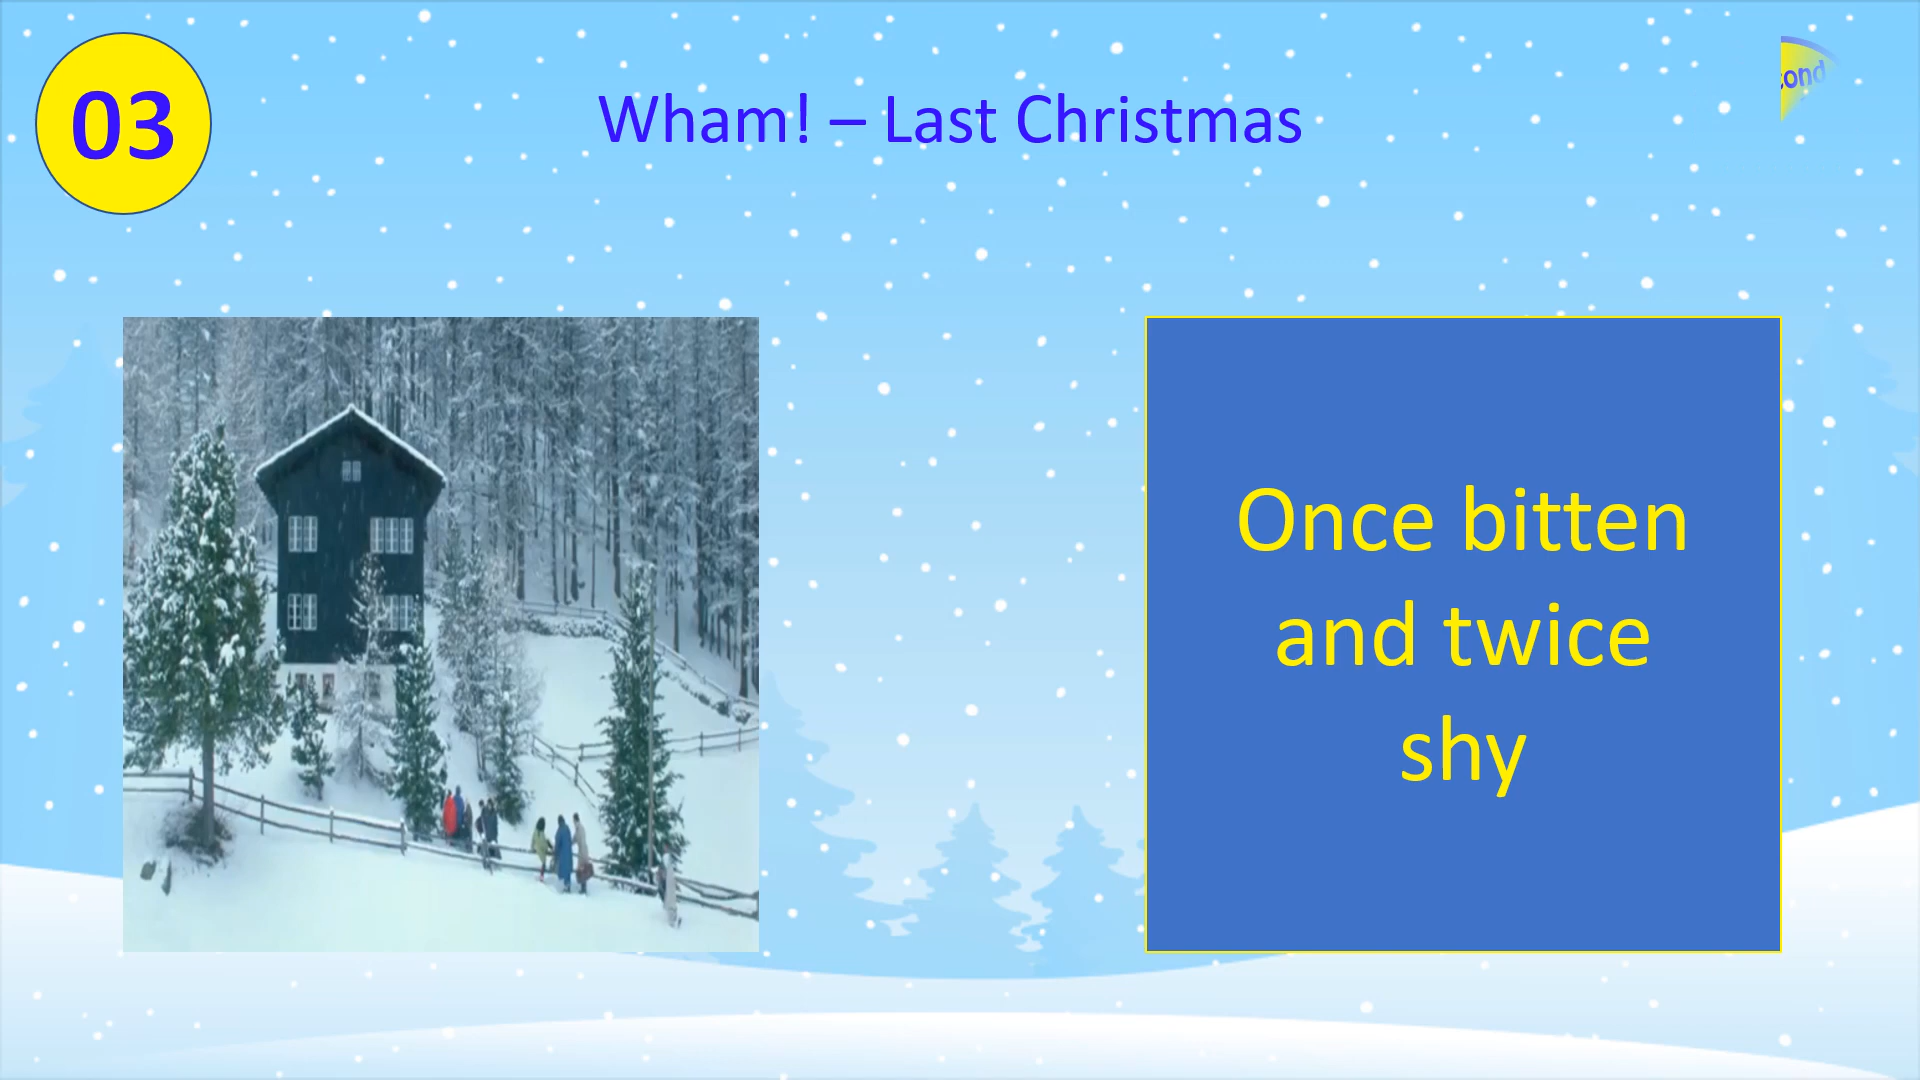 03
Wham! – Last Christmas
Once bitten
and twice
shy